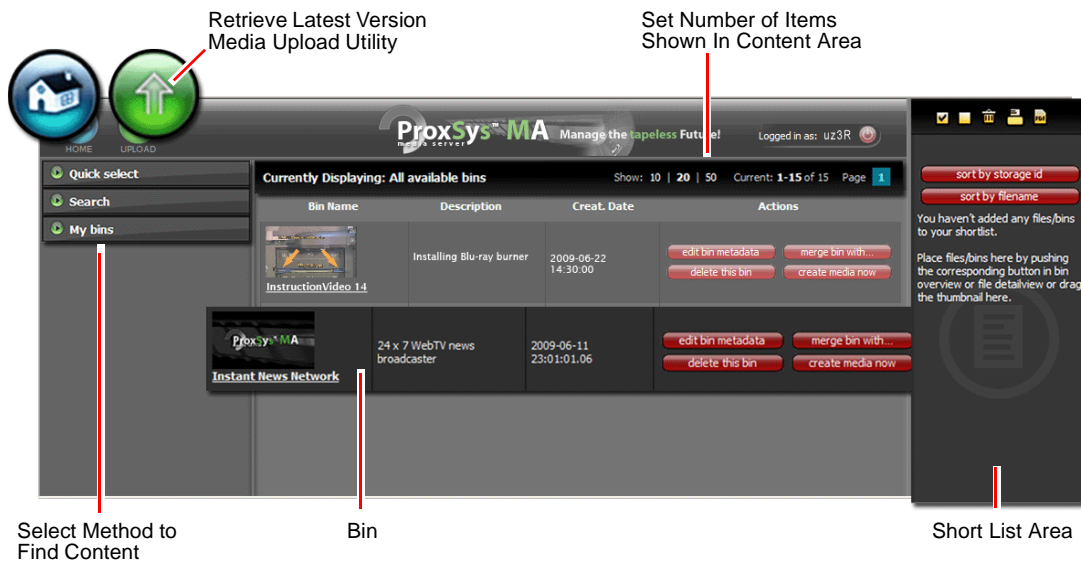 Retrieve Latest Version
Media Upload Utility
Set Number of Items
Shown In Content Area
HOME
UPLOAD
ProxSys™ MA
media server
Manage the tapeless Future!
Logged in as: uz3R
Quick select
Search
My bins
Currently Displaying: All available bins
Show: 10 | 20 | 50 Current: 1-15 of 15 Page 1
Bin Name Description Creat. Date Actions
InstructionVideo 14
Installing Blu-ray burner
2009-06-22
14:30:00
edit bin metadata merge bin with...
delete this bin create media now
ProxSys MA
Instant News Network
24 x 7 WebTV news
broadcaster
2009-06-11
23:01:01.06
edit bin metadata merge bin with...
delete this bin create media now
sort by storage id
sort by filename
You haven't added any files/bins
to your shortlist.
Place files/bins here by pushing
the corresponding button in bin
overview or file detailview or drag
the thumbnail here.
Select Method to
Find Content
Bin
Short List Area